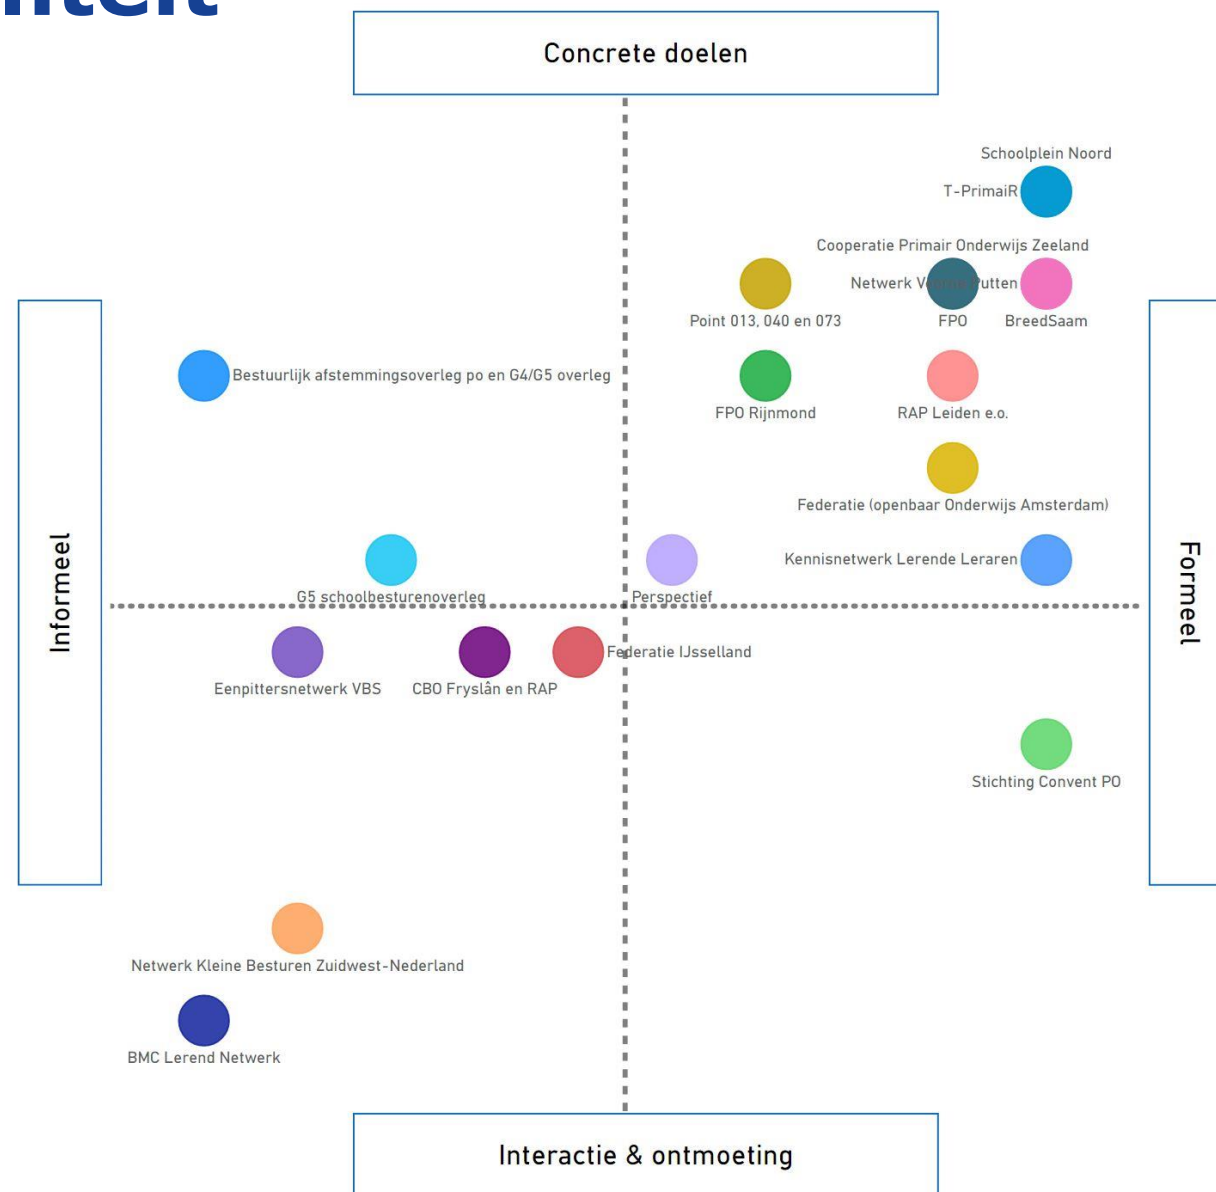 Concrete doelen
Schoolplein Noord
T-PrimaiR
Cooperatie Primair Onderwijs Zeeland
Netwerk Putten
Point 013, 040 en 073
FPO
BreedSaam
Bestuurlijk afstemmingsoverleg po en G4/G5 overleg
FPO Rijnmond
RAP Leiden e.o.
Federatie (openbaar Onderwijs Amsterdam)
Informeel
Formeel
Kennisnetwerk Lerende Leraren
G5 schoolbesturenoverleg
Perspectief
Federatie IJsselland
Eenpittersnetwerk VBS
CBO Fryslân en RAP
Stichting Convent PO
Netwerk Kleine Besturen Zuidwest-Nederland
BMC Lerend Netwerk
Interactie & ontmoeting